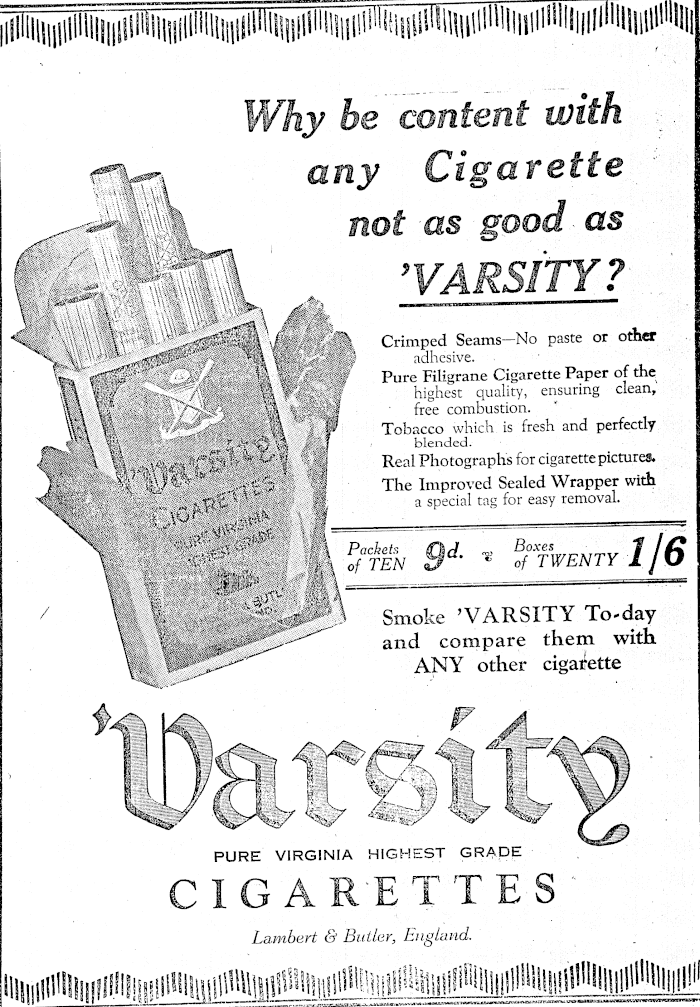 Why be content with
any Cigarette
not as good as
'VARSITY?
Crimped Seams—No paste or other
adhesive.
Pure Filigrane Cigarette Paper of the
highest quality, ensuring clean,
free combustion.
Tobacco which is fresh and perfectly
blended.
Real Photographs for cigarette pictures.
The Improved Sealed Wrapper with
a special tag for easy removal.
Packets
of TEN 9d.
Boxes
of TWENTY 1/6
Smoke 'VARSITY To-day
and compare them with
ANY other cigarette
'Varsity
CIGARETTES
PURE VIRGINIA
HIGHEST GRADE
& BUTL
'Varsity
PURE VIRGINIA HIGHEST GRADE
CIGARETTES
Lambert & Butler, England.